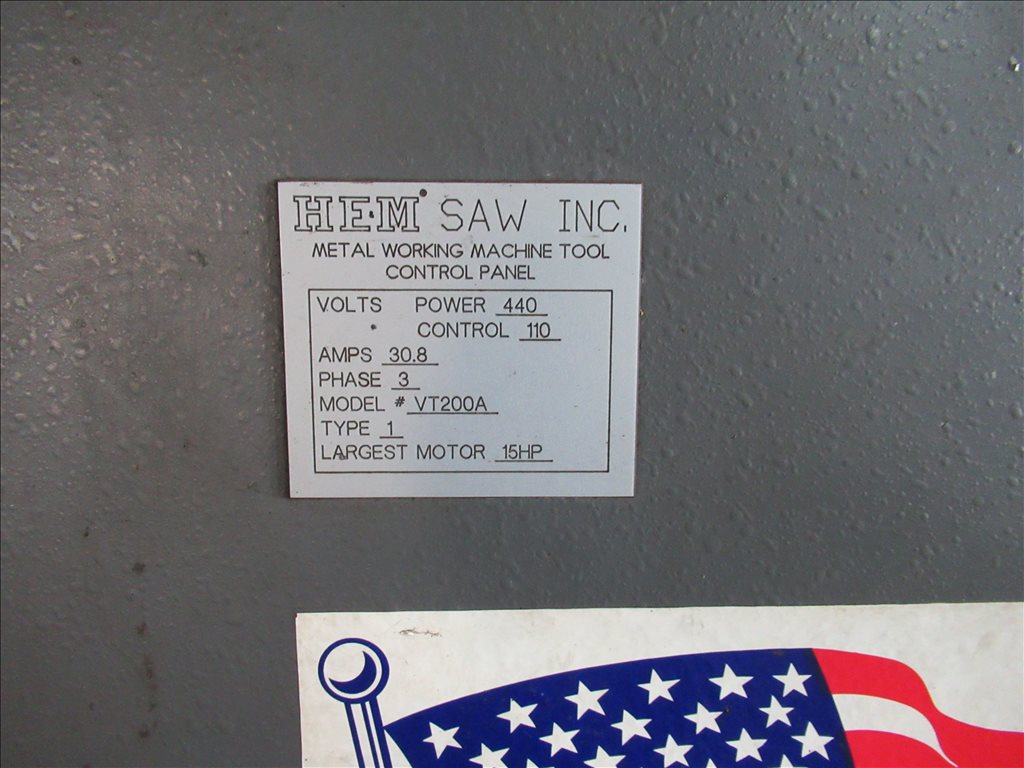 HE·M SAW INC.
METAL WORKING MACHINE TOOL
CONTROL PANEL
VOLTS POWER 440
CONTROL 110
AMPS 30.8
PHASE 3
MODEL # VT200A
TYPE 1
LARGEST MOTOR 15HP